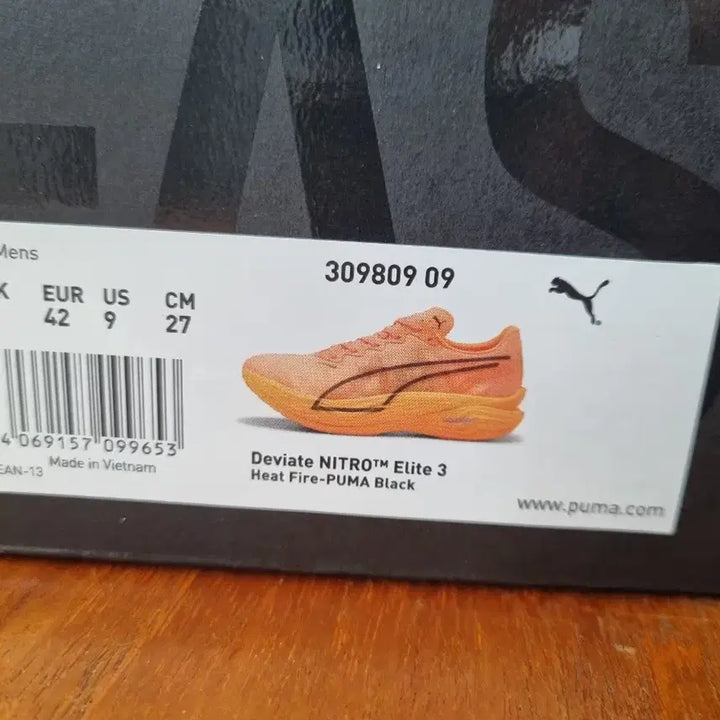 EAS
Mens
K EUR US CM
42 9 27
309809 09
4 069157 099653
EAN-13
Made in Vietnam
Deviate NITRO™ Elite 3
Heat Fire-PUMA Black
www.puma.com